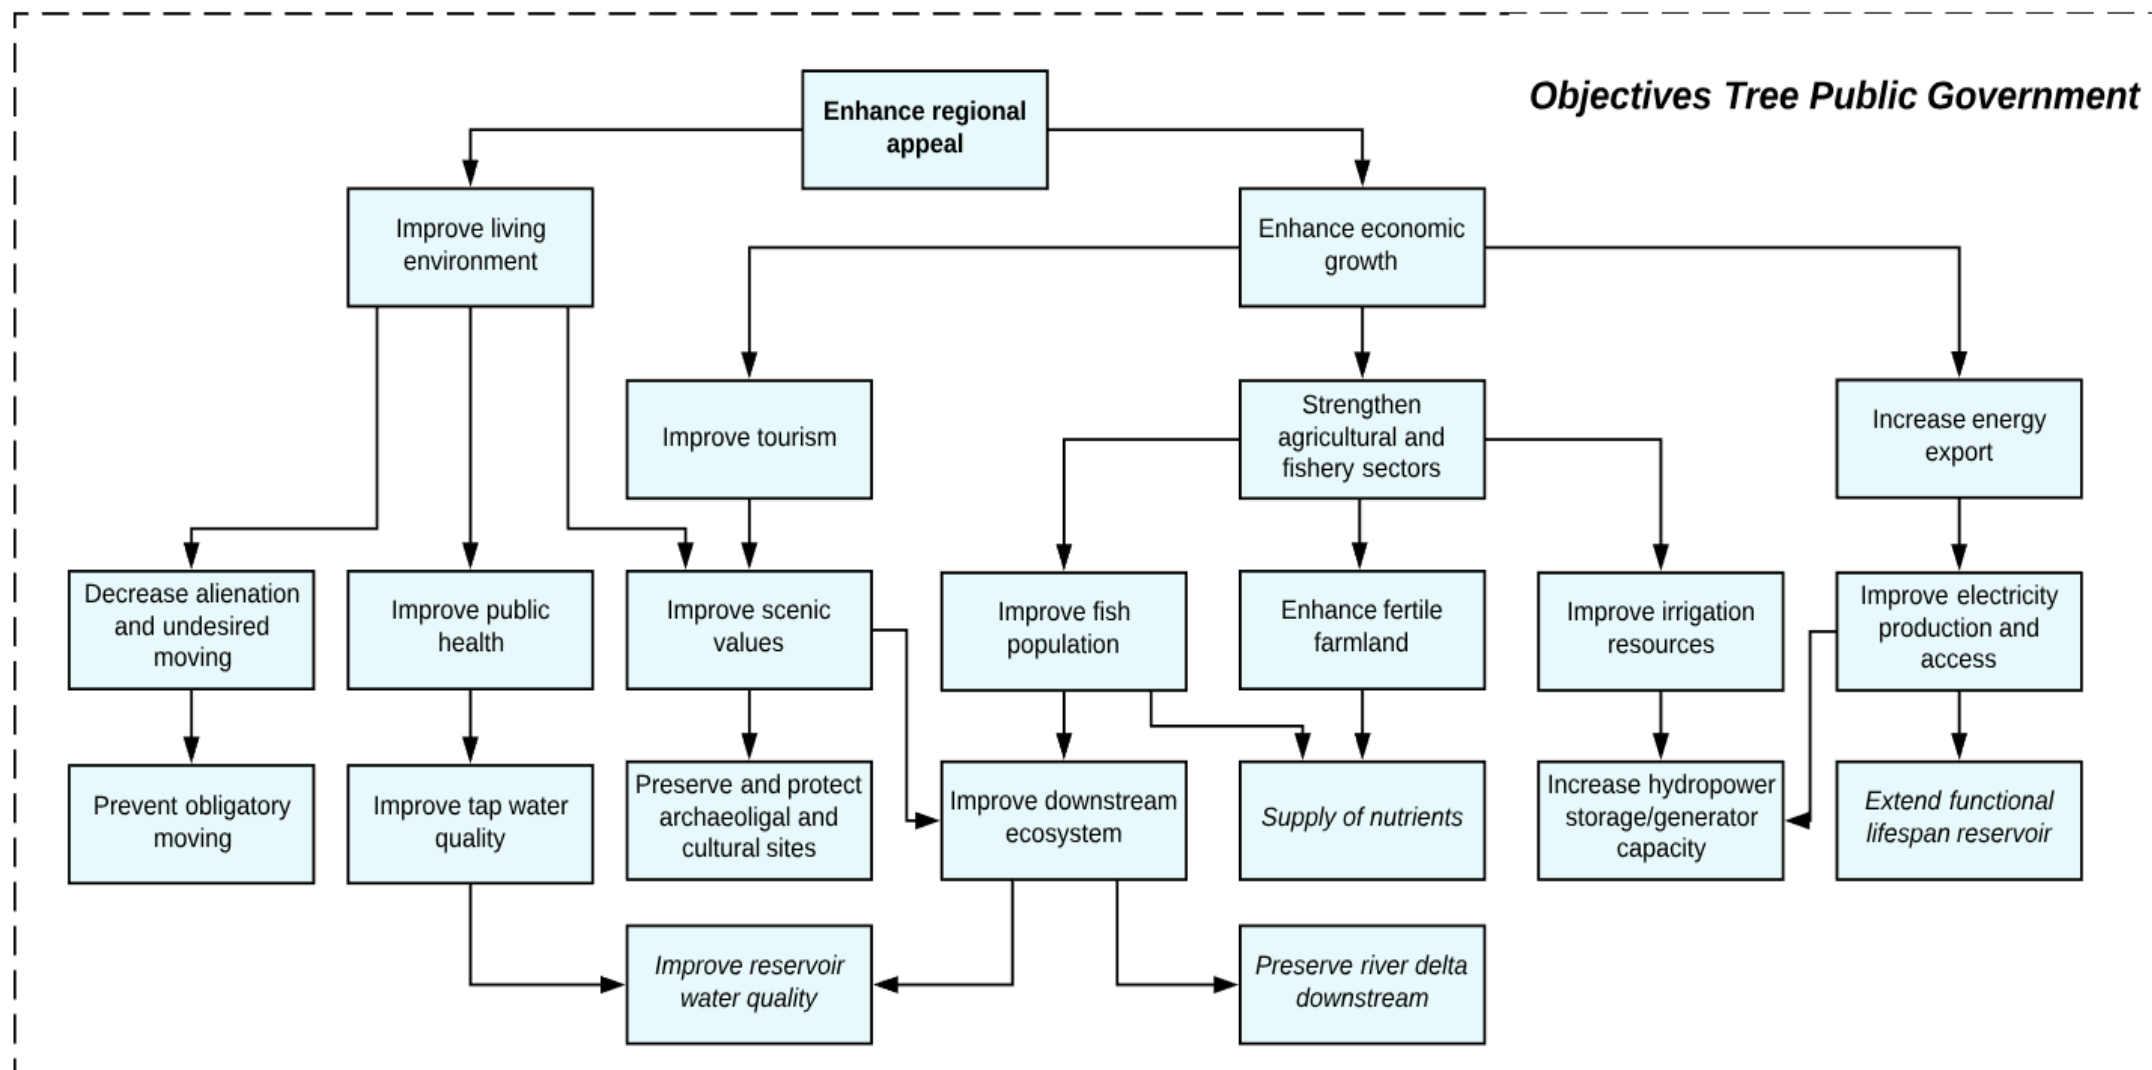 Objectives Tree Public Government
Enhance regional
appeal
Improve living
environment
Enhance economic
growth
Improve tourism
Strengthen
agricultural and
fishery sectors
Increase energy
export
Decrease alienation
and undesired
moving
Improve public
health
Improve scenic
values
Improve fish
population
Enhance fertile
farmland
Improve irrigation
resources
Improve electricity
production and
access
Prevent obligatory
moving
Improve tap water
quality
Preserve and protect
archaeoligal and
cultural sites
Improve downstream
ecosystem
Supply of nutrients
Increase hydropower
storage/generator
capacity
Extend functional
lifespan reservoir
Improve reservoir
water quality
Preserve river delta
downstream